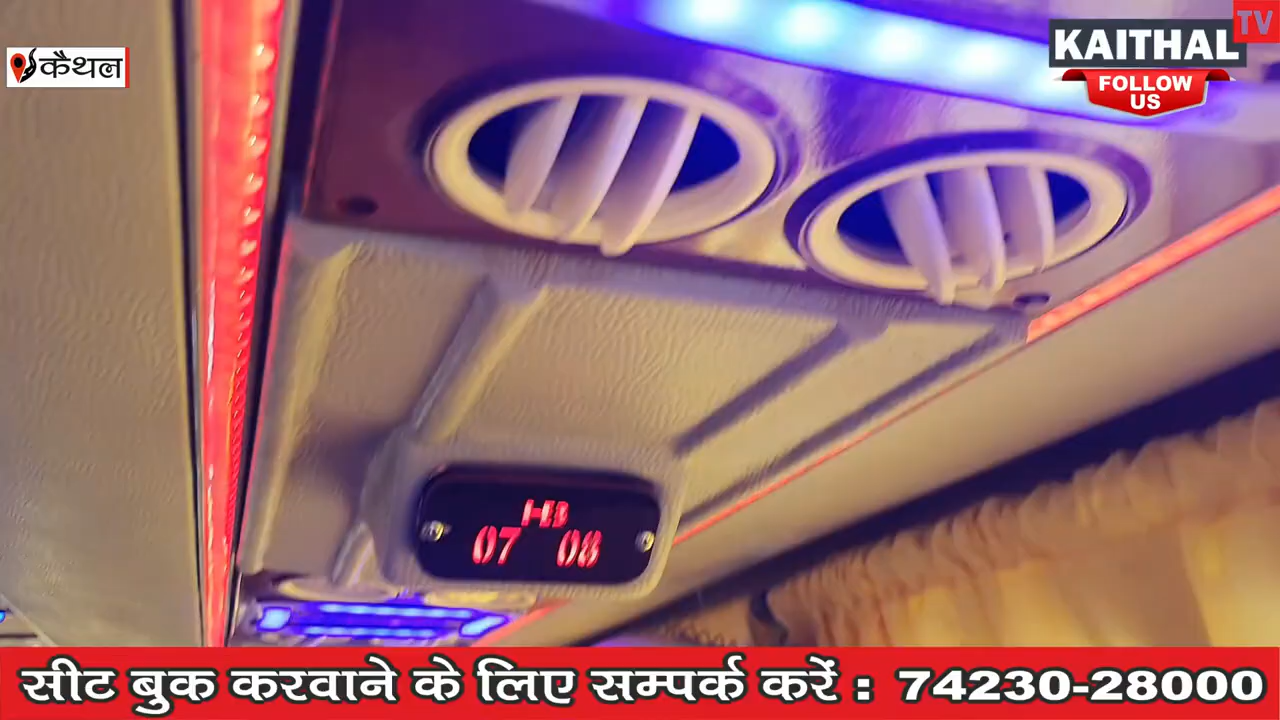 कैथल
KAITHAL TV
FOLLOW
US
HB
07 08
सीट बुक करवाने के लिए सम्पर्क करें : 74230-28000